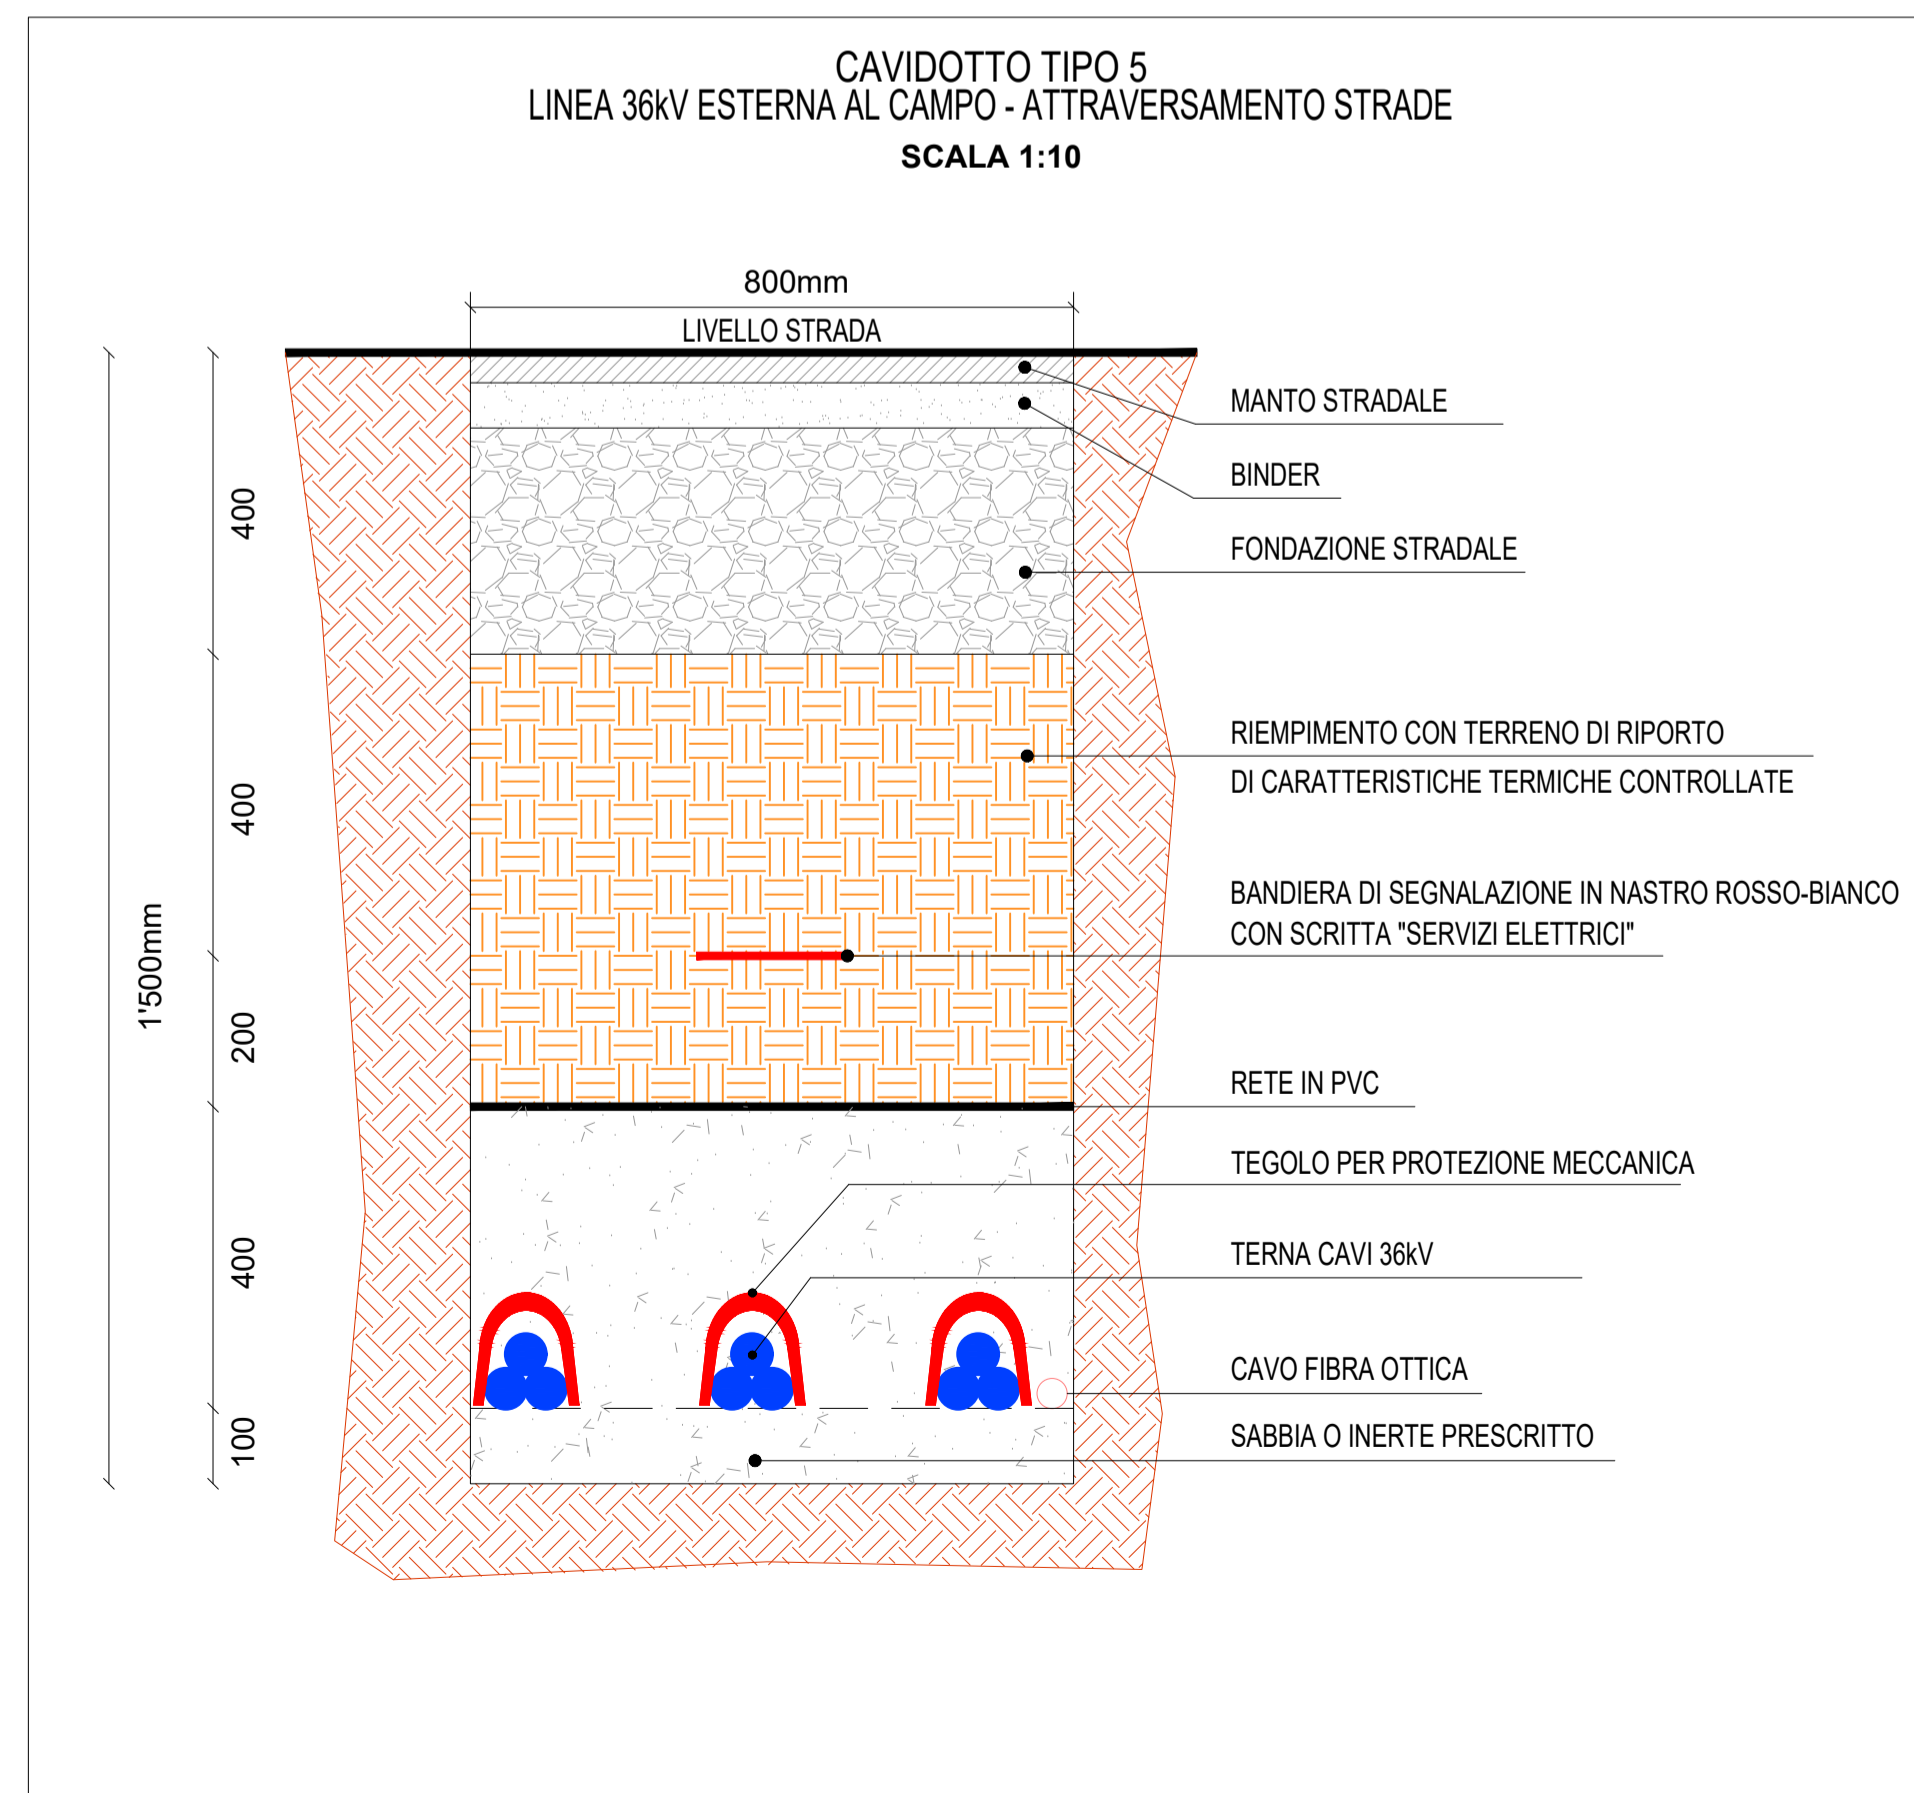 CAVIDOTTO TIPO 5
LINEA 36kV ESTERNA AL CAMPO - ATTRAVERSAMENTO STRADE
SCALA 1:10
800mm
LIVELLO STRADA
MANTO STRADALE
BINDER
400
FONDAZIONE STRADALE
RIEMPIMENTO CON TERRENO DI RIPORTO
DI CARATTERISTICHE TERMICHE CONTROLLATE
400
BANDIERA DI SEGNALAZIONE IN NASTRO ROSSO-BIANCO
CON SCRITTA "SERVIZI ELETTRICI"
1'500mm
200
RETE IN PVC
TEGOLO PER PROTEZIONE MECCANICA
400
TERNA CAVI 36kV
CAVO FIBRA OTTICA
100
SABBIA O INERTE PRESCRITTO